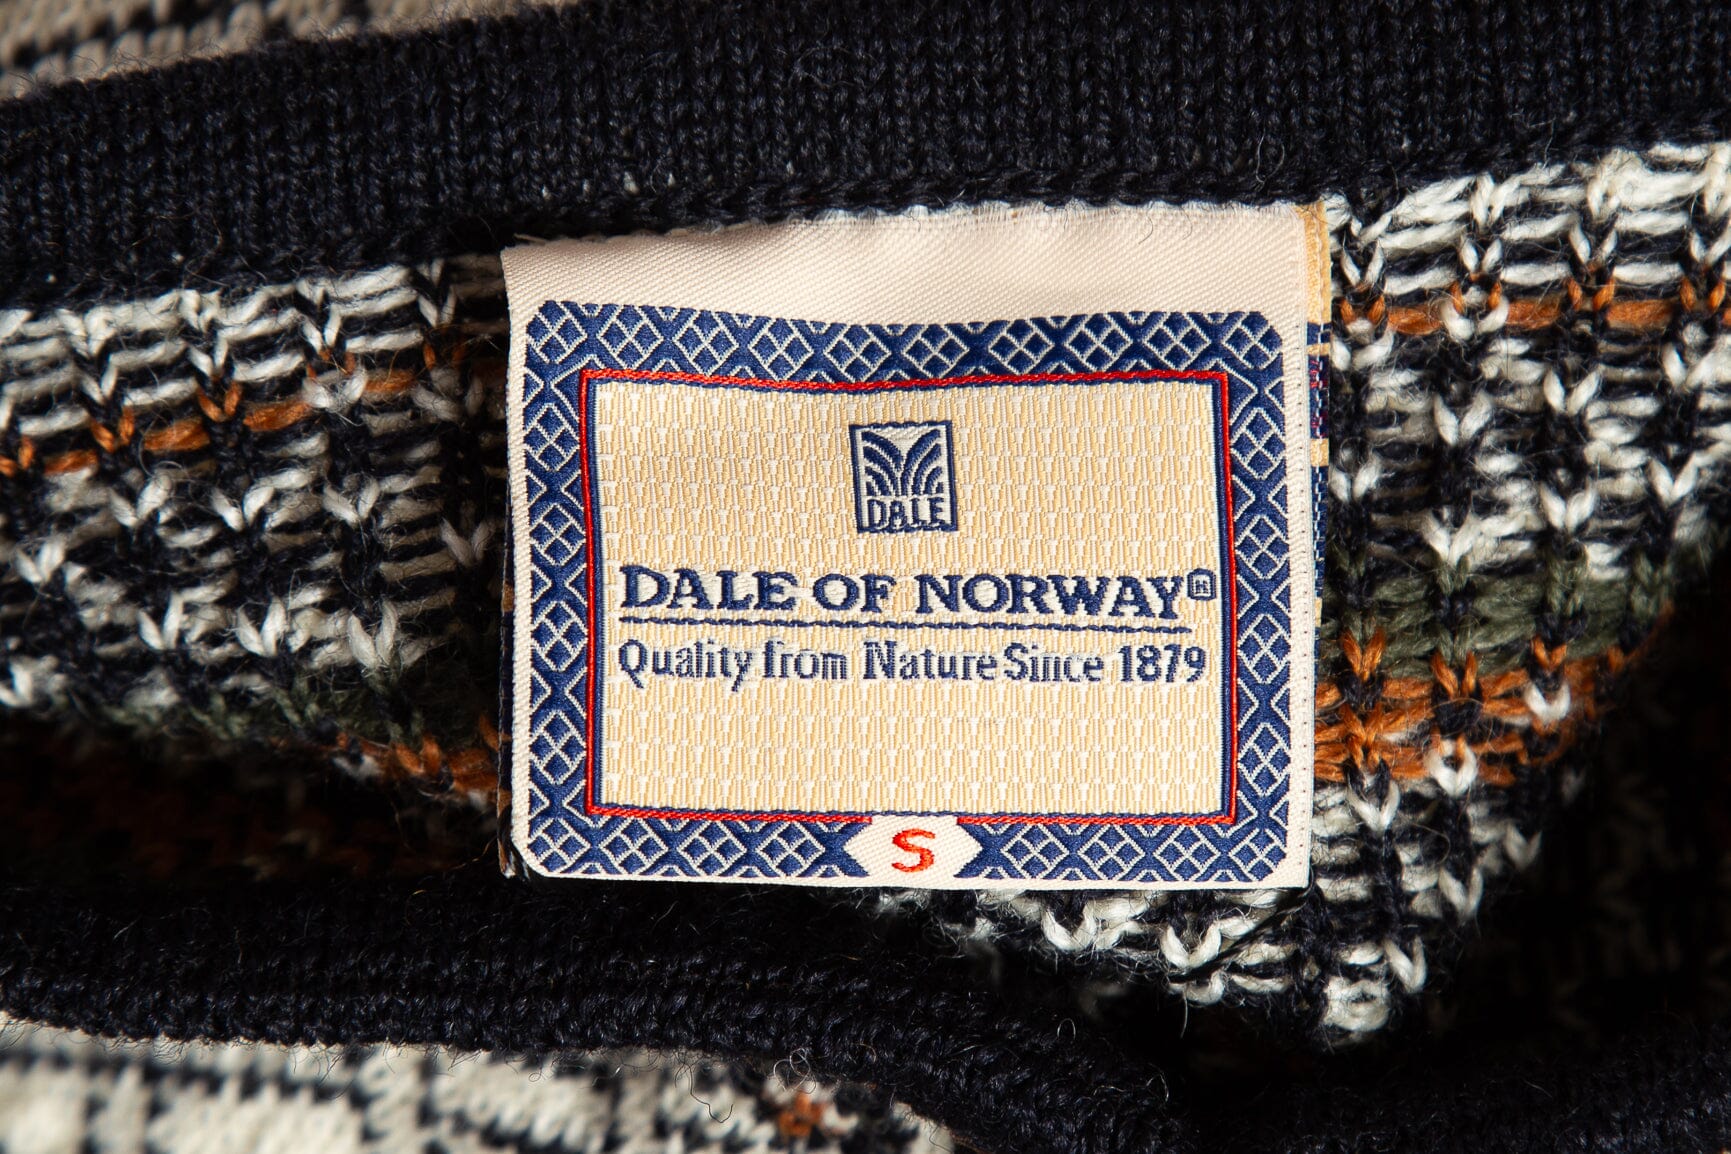 DALE
DALE OF NORWAY®
Quality from Nature Since 1879
S